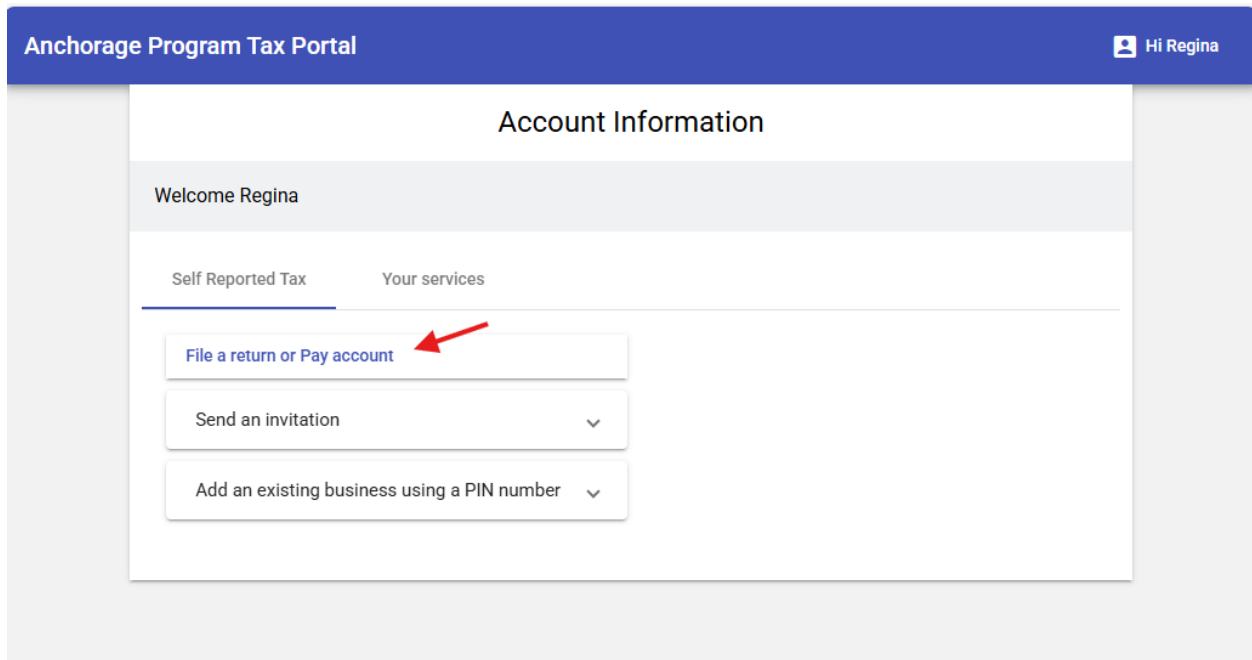 Anchorage Program Tax Portal
Hi Regina
Account Information
Welcome Regina
Self Reported Tax
Your services
File a return or Pay account
Send an invitation
Add an existing business using a PIN number